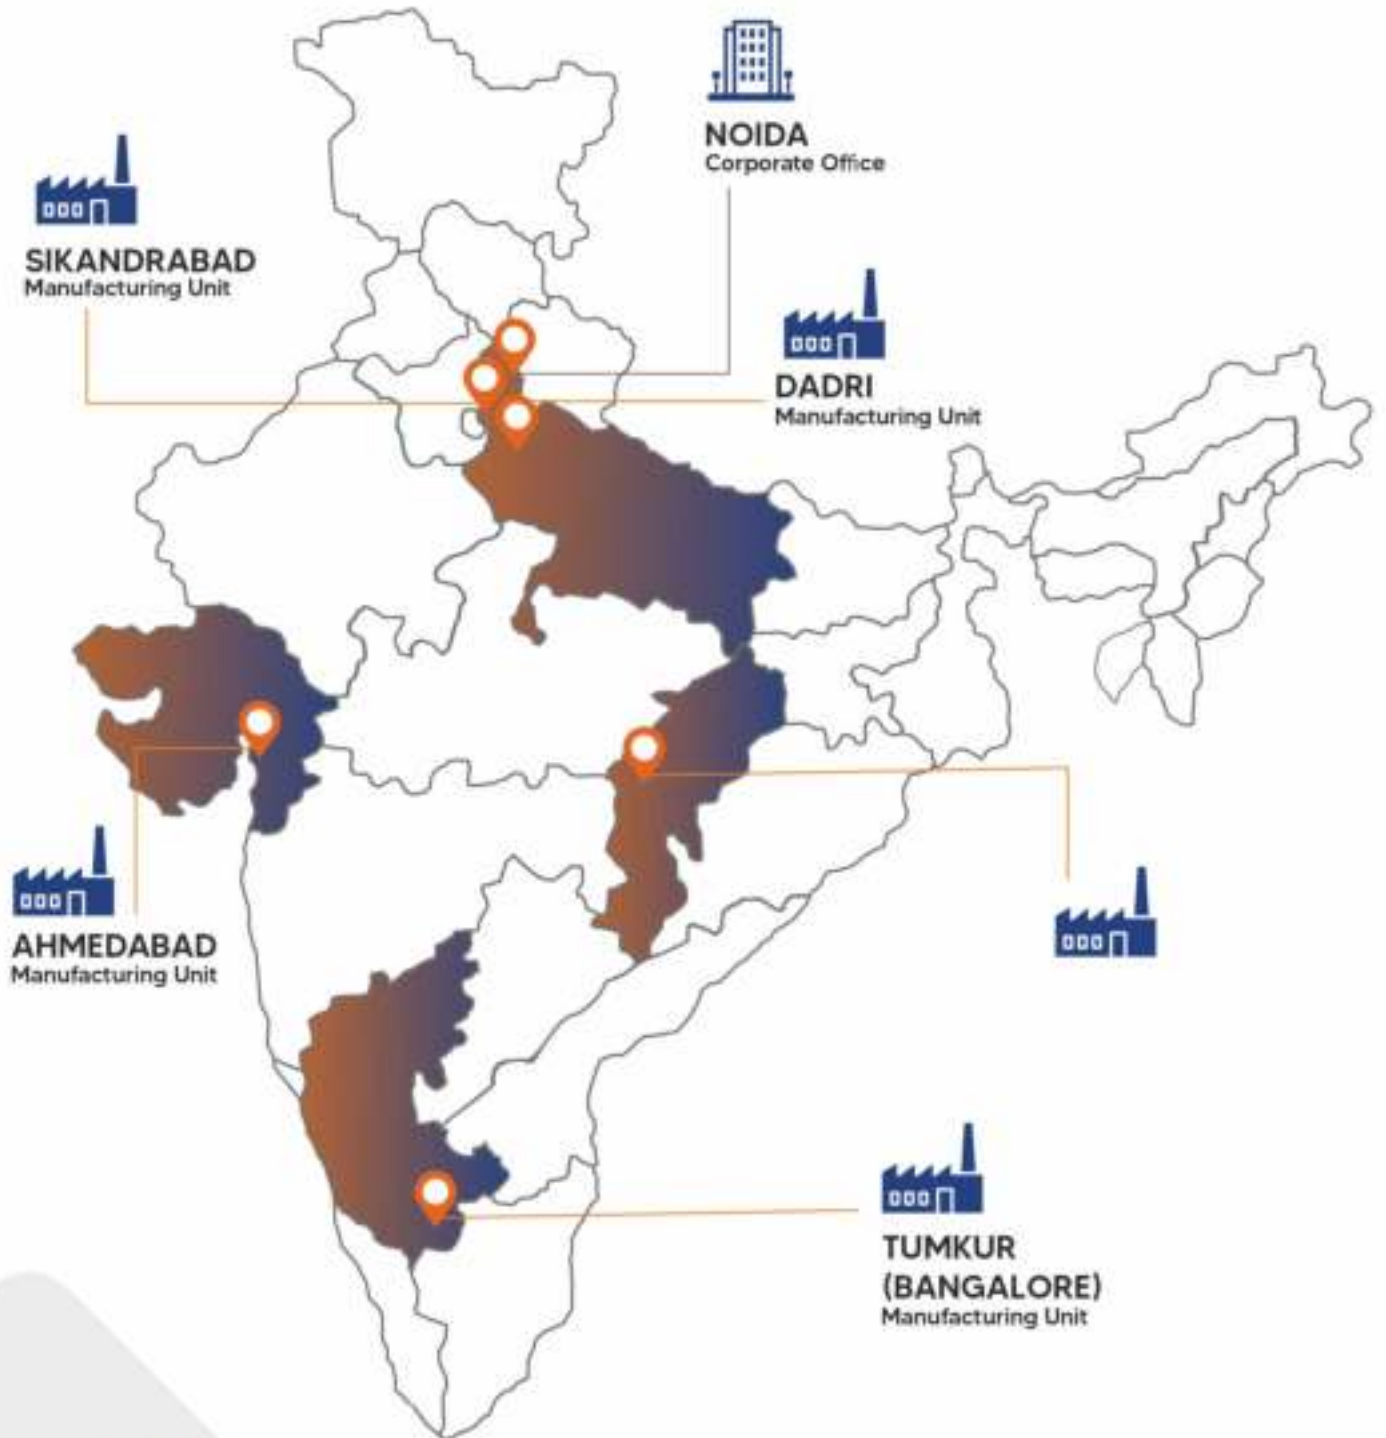 NOIDA
Corporate Office
SIKANDRABAD
Manufacturing Unit
DADRI
Manufacturing Unit
AHMEDABAD
Manufacturing Unit
TUMKUR
(BANGALORE)
Manufacturing Unit